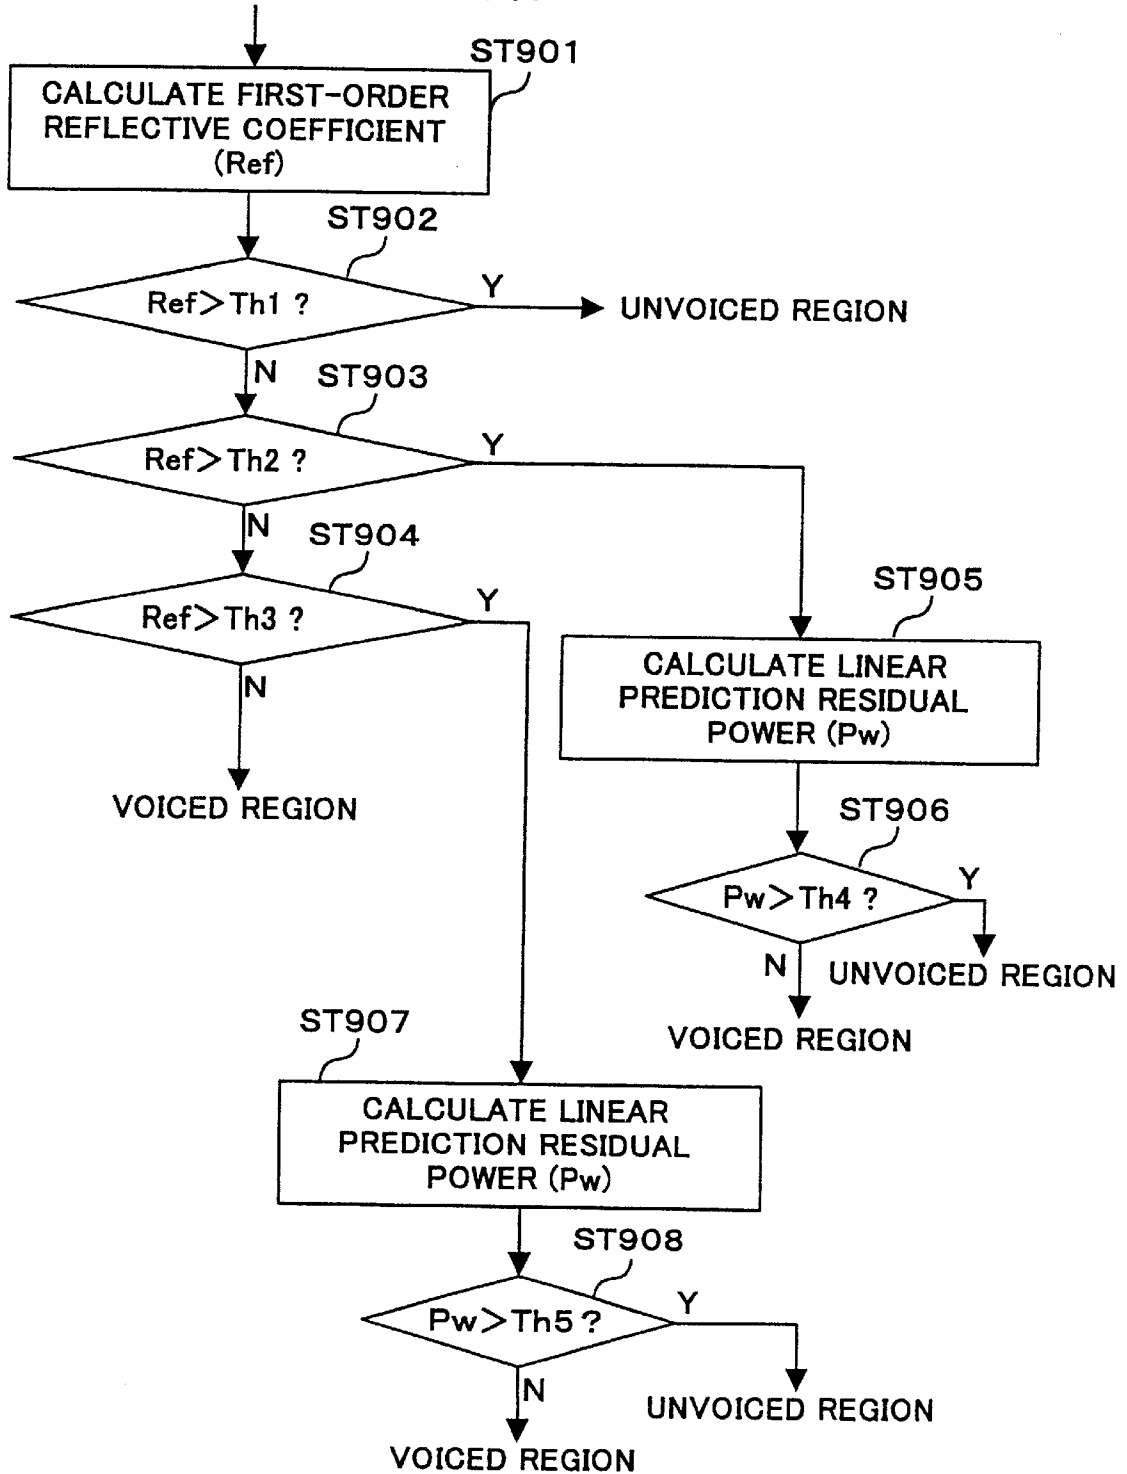 ST901
CALCULATE FIRST-ORDER
REFLECTIVE COEFFICIENT
(Ref)
ST902
Ref>Th1 ?
Y
UNVOICED REGION
N
ST903
Ref>Th2 ?
Y
N
ST904
Ref>Th3 ?
Y
N
VOICED REGION
ST905
CALCULATE LINEAR
PREDICTION RESIDUAL
POWER (Pw)
ST906
Pw>Th4 ?
Y
UNVOICED REGION
N
VOICED REGION
ST907
CALCULATE LINEAR
PREDICTION RESIDUAL
POWER (Pw)
ST908
Pw>Th5 ?
Y
UNVOICED REGION
N
VOICED REGION